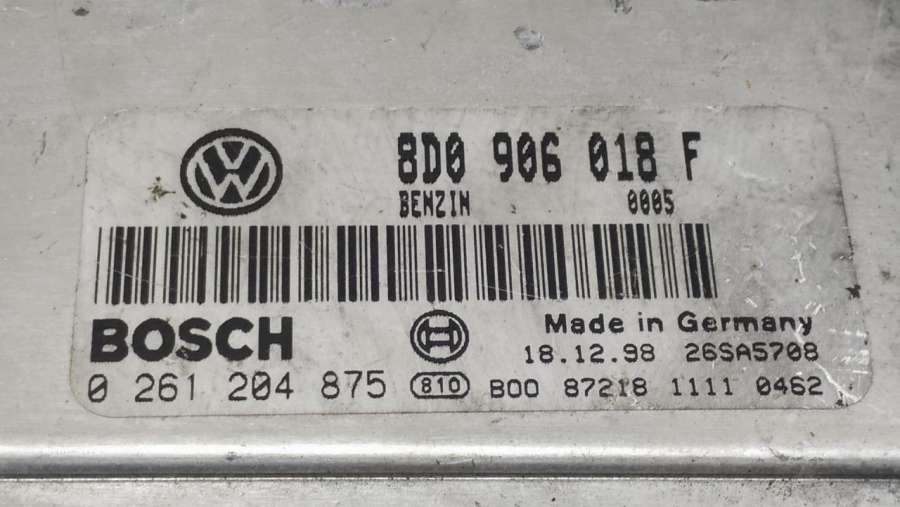 8D0 906 018 F
BENZIN 0005
BOSCH
Made in Germany
18.12.98 26SA5708
0 261 204 875 810 B00 87218 1111 0462